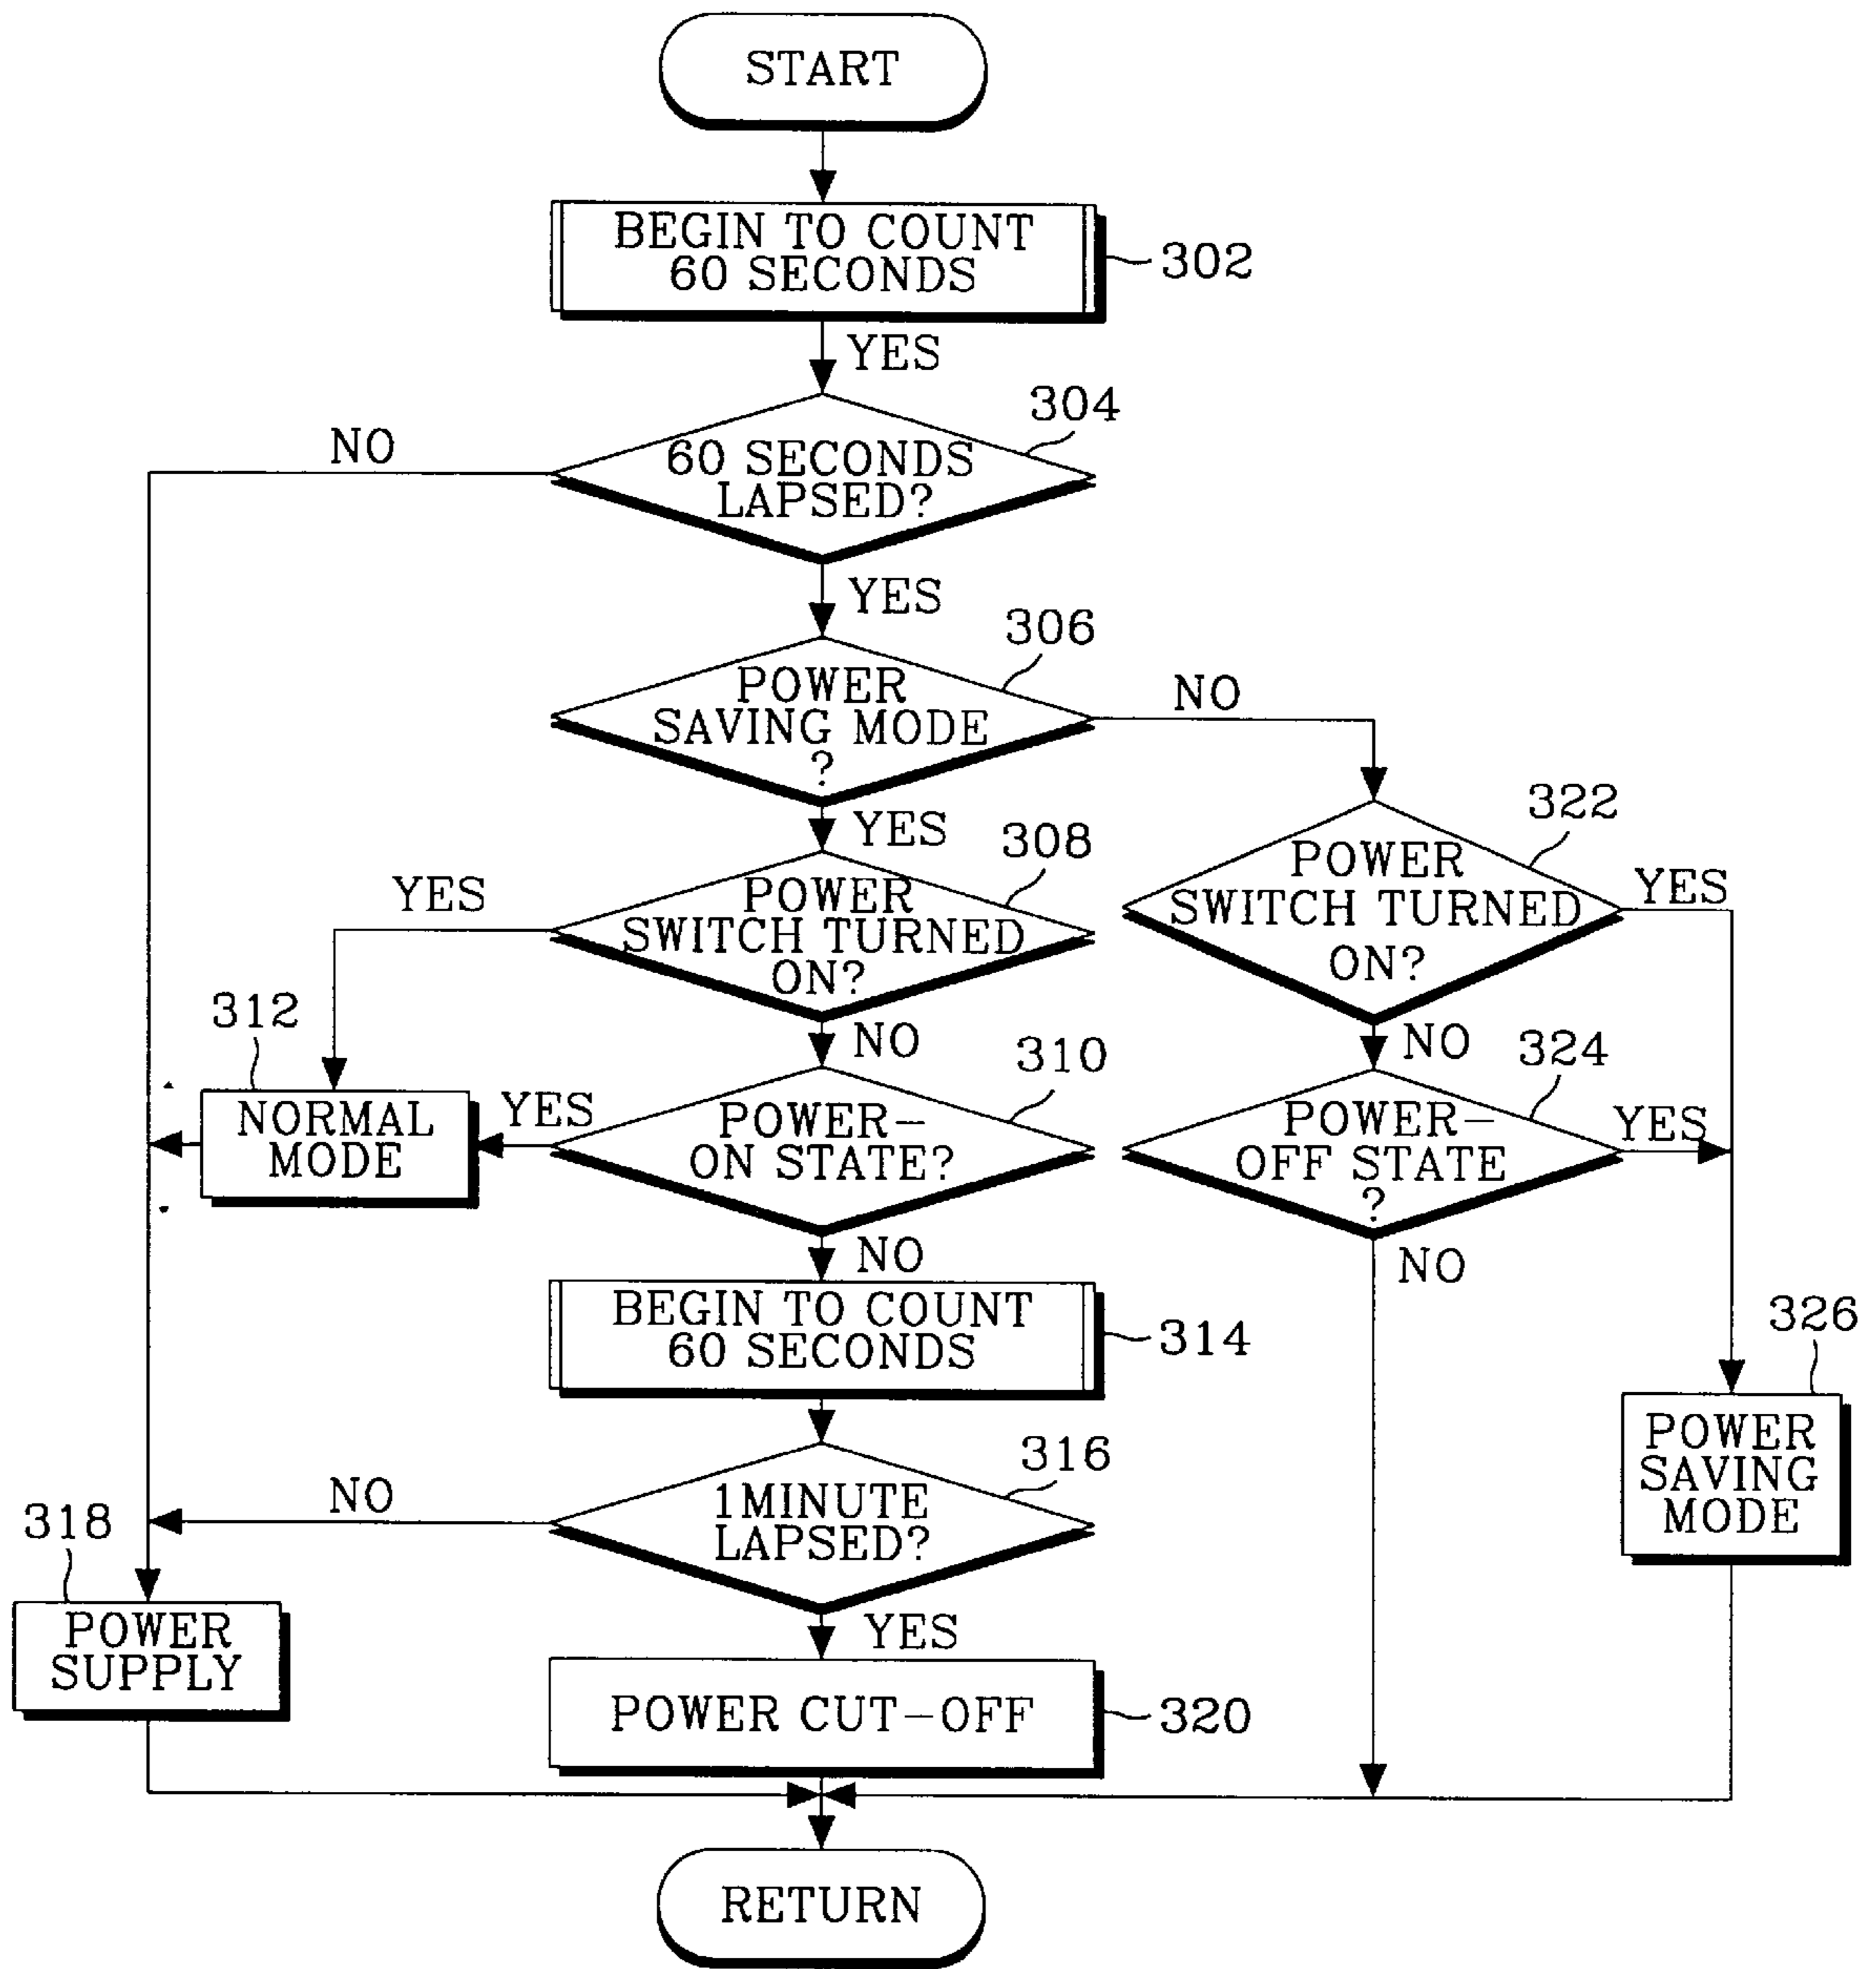 START
BEGIN TO COUNT
60 SECONDS
302
YES
304
NO
60 SECONDS
LAPSED?
YES
306
POWER
SAVING MODE
?
NO
YES
308
322
POWER
SWITCH TURNED
ON?
YES
POWER
SWITCH TURNED
ON?
YES
312
NO
310
NO
324
NORMAL
MODE
YES
POWER-
ON STATE?
POWER-
OFF STATE
?
YES
NO
NO
BEGIN TO COUNT
60 SECONDS
314
326
316
POWER
SAVING
MODE
NO
1MINUTE
LAPSED?
318
POWER
SUPPLY
YES
POWER CUT-OFF
320
RETURN